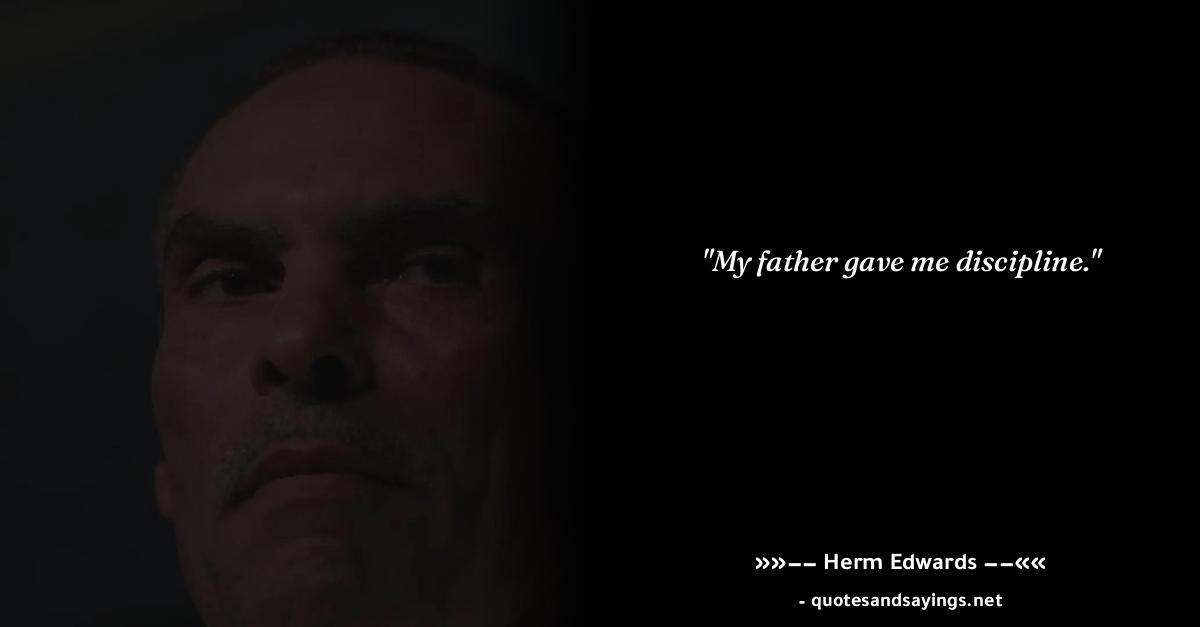 "My father gave me discipline."
»»−− Herm Edwards −−««
- quotesandsayings.net